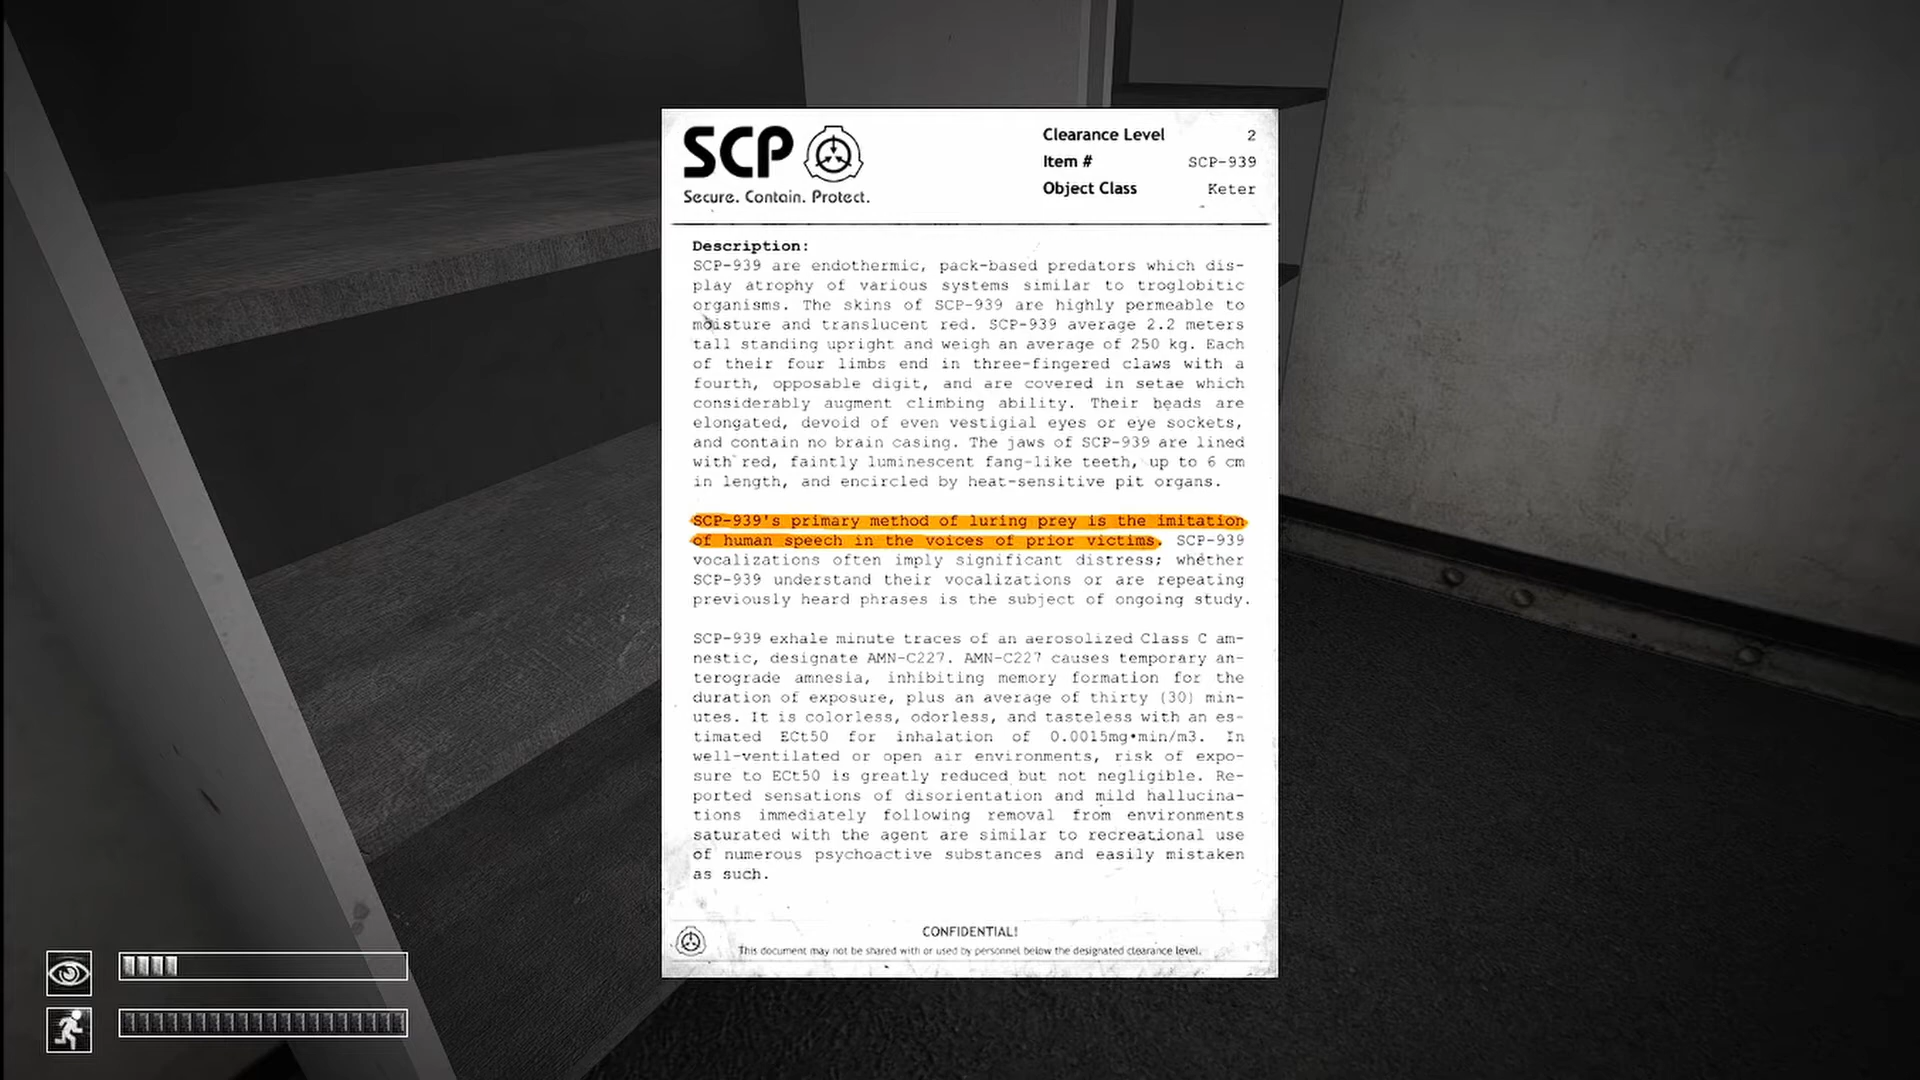 SCP
Secure. Contain. Protect.
Clearance Level 2
Item # SCP-939
Object Class Keter
Description:
SCP-939 are endothermic, pack-based predators which dis-
play atrophy of various systems similar to troglobitic
organisms. The skins of SCP-939 are highly permeable to
moisture and translucent red. SCP-939 average 2.2 meters
tall standing upright and weigh an average of 250 kg. Each
of their four limbs end in three-fingered claws with a
fourth, opposable digit, and are covered in setae which
considerably augment climbing ability. Their heads are
elongated, devoid of even vestigial eyes or eye sockets,
and contain no brain casing. The jaws of SCP-939 are lined
with red, faintly luminescent fang-like teeth, up to 6 cm
in length, and encircled by heat-sensitive pit organs.
SCP-939's primary method of luring prey is the imitation
of human speech in the voices of prior victims. SCP-939
vocalizations often imply significant distress; whether
SCP-939 understand their vocalizations or are repeating
previously heard phrases is the subject of ongoing study.
SCP-939 exhale minute traces of an aerosolized Class C am-
nestic, designate AMN-C227. AMN-C227 causes temporary an-
terograde amnesia, inhibiting memory formation for the
duration of exposure, plus an average of thirty (30) min-
utes. It is colorless, odorless, and tasteless with an es-
timated ECt50 for inhalation of 0.0015mg•min/m3. In
well-ventilated or open air environments, risk of expo-
sure to ECt50 is greatly reduced but not negligible. Re-
ported sensations of disorientation and mild hallucina-
tions immediately following removal from environments
saturated with the agent are similar to recreational use
of numerous psychoactive substances and easily mistaken
as such.
CONFIDENTIAL!
This document may not be shared with or used by personnel below the designated clearance level.